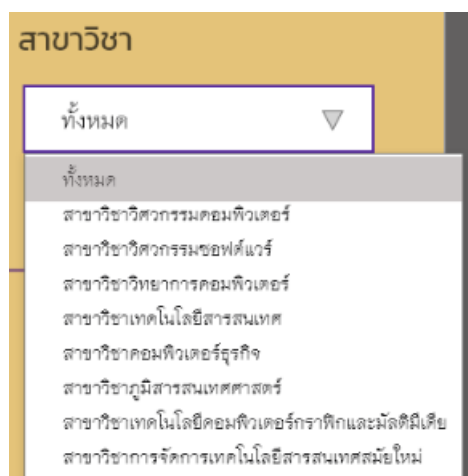 สาขาวิชา
ทั้งหมด
ทั้งหมด
สาขาวิชาวิศวกรรมคอมพิวเตอร์
สาขาวิชาวิศวกรรมซอฟต์แวร์
สาขาวิชาวิทยาการคอมพิวเตอร์
สาขาวิชาเทคโนโลยีสารสนเทศ
สาขาวิชาคอมพิวเตอร์ธุรกิจ
สาขาวิชาภูมิสารสนเทศศาสตร์
สาขาวิชาเทคโนโลยีคอมพิวเตอร์กราฟิกและมัลติมีเดีย
สาขาวิชาการจัดการเทคโนโลยีสารสนเทศสมัยใหม่